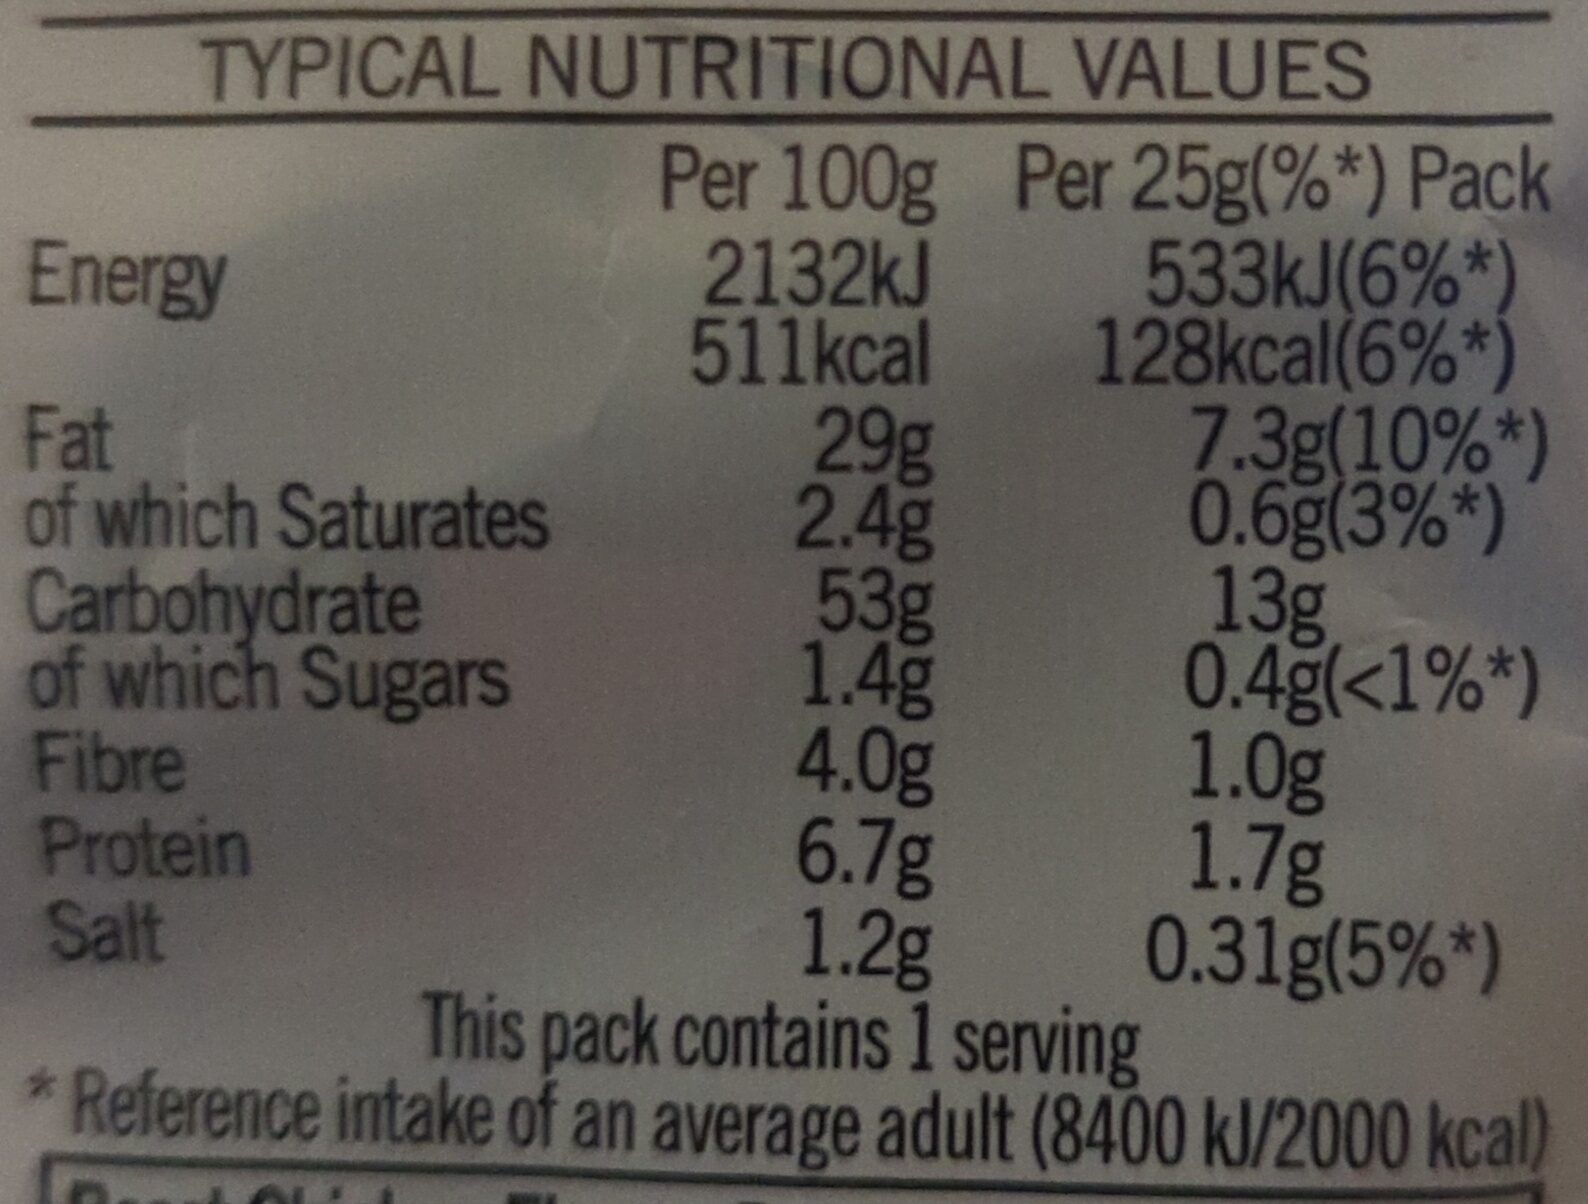 TYPICAL NUTRITIONAL VALUES
Per 100g Per 25g(%*) Pack
Energy 2132kJ 533kJ(6%*)
511kcal 128kcal(6%*)
Fat 29g 7.3g(10%*)
of which Saturates 2.4g 0.6g(3%*)
Carbohydrate 53g 13g
of which Sugars 1.4g 0.4g(<1%*)
Fibre 4.0g 1.0g
Protein 6.7g 1.7g
Salt 1.2g 0.31g(5%*)
This pack contains 1 serving
* Reference intake of an average adult (8400 kJ/2000 kcal)